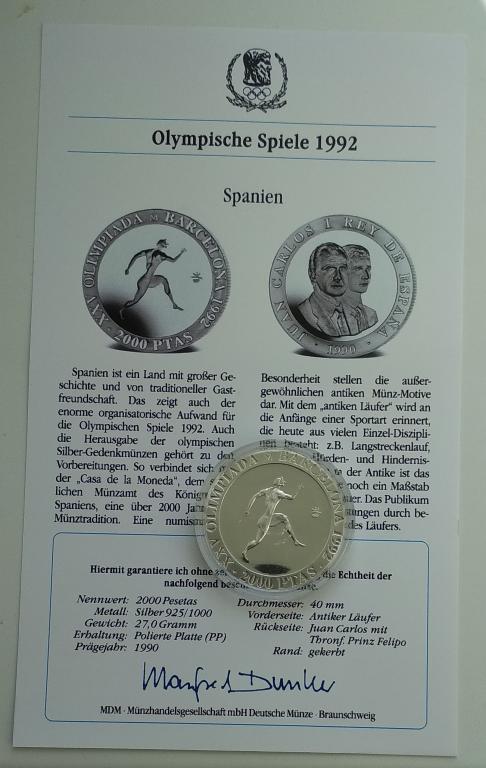 Olympische Spiele 1992
Spanien
XXV OLIMPIADA M BARCELONA 1992
2000 PTAS
JUAN CARLOS I REY DE ESPAÑA
1990
Spanien ist ein Land mit großer Ge-
schichte und von traditioneller Gast-
freundschaft. Das zeigt auch der
enorme organisatorische Aufwand für
die Olympischen Spiele 1992. Auch
die Herausgabe der olympischen
Silber-Gedenkmünzen gehört zu den
Vorbereitungen. So verbindet sich
der „Casa de la Moneda“, dem
lichen Münzamt des König
Spaniens, eine über 2000 Jah
Münztradition. Eine numism
Besonderheit stellen die außer-
gewöhnlichen antiken Münz-Motive
dar. Mit dem „antiken Läufer“ wird an
die Anfänge einer Sportart erinnert,
die heute aus vielen Einzel-Diszipli-
nen besteht: z.B. Langstreckenlauf,
Hürden- und Hindernis-
der Antike ist das
noch ein Maßstab
uer. Das Publikum
tungen durch be-
des Läufers.
XXV OLIMPIADA M BARCELONA 1992
2000 PTAS
Hiermit garantiere ich ohne die Echtheit der
nachfolgend
Nennwert: 2000 Pesetas
Metall: Silber 925/1000
Gewicht: 27,0 Gramm
Erhaltung: Polierte Platte (PP)
Prägejahr: 1990
Durchmesser: 40 mm
Vorderseite: Antiker Läufer
Rückseite: Juan Carlos mit
Thronf. Prinz Felipo
Rand: gekerbt
MDM · Münzhandelsgesellschaft mbH Deutsche Münze · Braunschweig